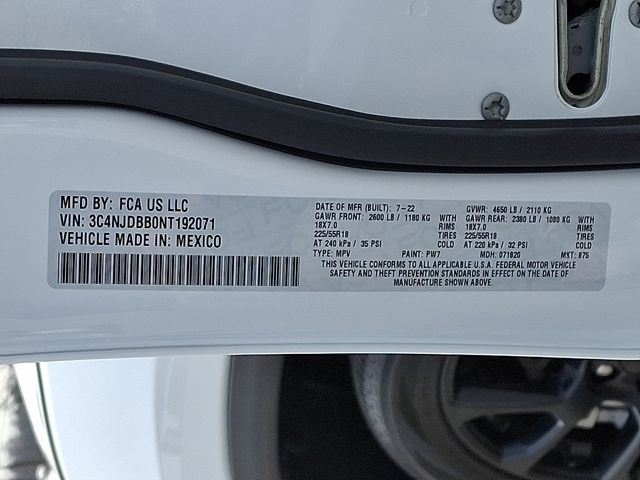 MFD BY: FCA US LLC
VIN: 3C4NJDBB0NT192071
VEHICLE MADE IN: MEXICO
DATE OF MFR (BUILT): 7-22 GVWR: 4650 LB / 2110 KG
GAWR FRONT: 2600 LB / 1180 KG WITH GAWR REAR: 2380 LB / 1080 KG WITH
18X7.0 RIMS 18X7.0 RIMS
225/55R18 TIRES 225/55R18 TIRES
AT 240 kPa / 35 PSI COLD AT 220 kPa / 32 PSI COLD
TYPE: MPV PAINT: PW7 MDH: 071820 MKT: 875
THIS VEHICLE CONFORMS TO ALL APPLICABLE U.S.A. FEDERAL MOTOR VEHICLE
SAFETY AND THEFT PREVENTION STANDARDS IN EFFECT ON THE DATE OF
MANUFACTURE SHOWN ABOVE.